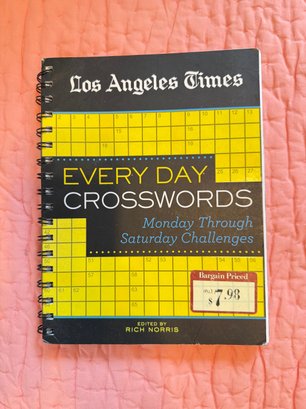 Los Angeles Times
EVERY DAY
CROSSWORDS
Monday Through
Saturday Challenges
Bargain Priced
$7.98
EDITED BY
RICH NORRIS